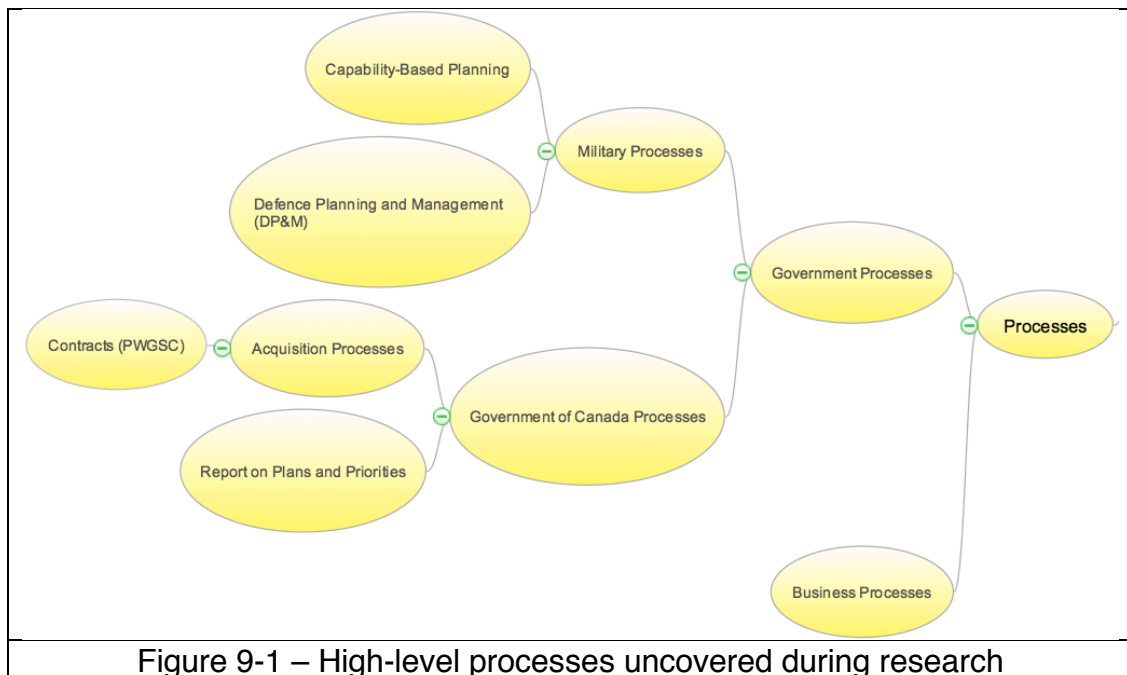 Capability-Based Planning
Military Processes
Defence Planning and Management
(DP&M)
Government Processes
Processes
Contracts (PWGSC)
Acquisition Processes
Government of Canada Processes
Report on Plans and Priorities
Business Processes
Figure 9-1 – High-level processes uncovered during research